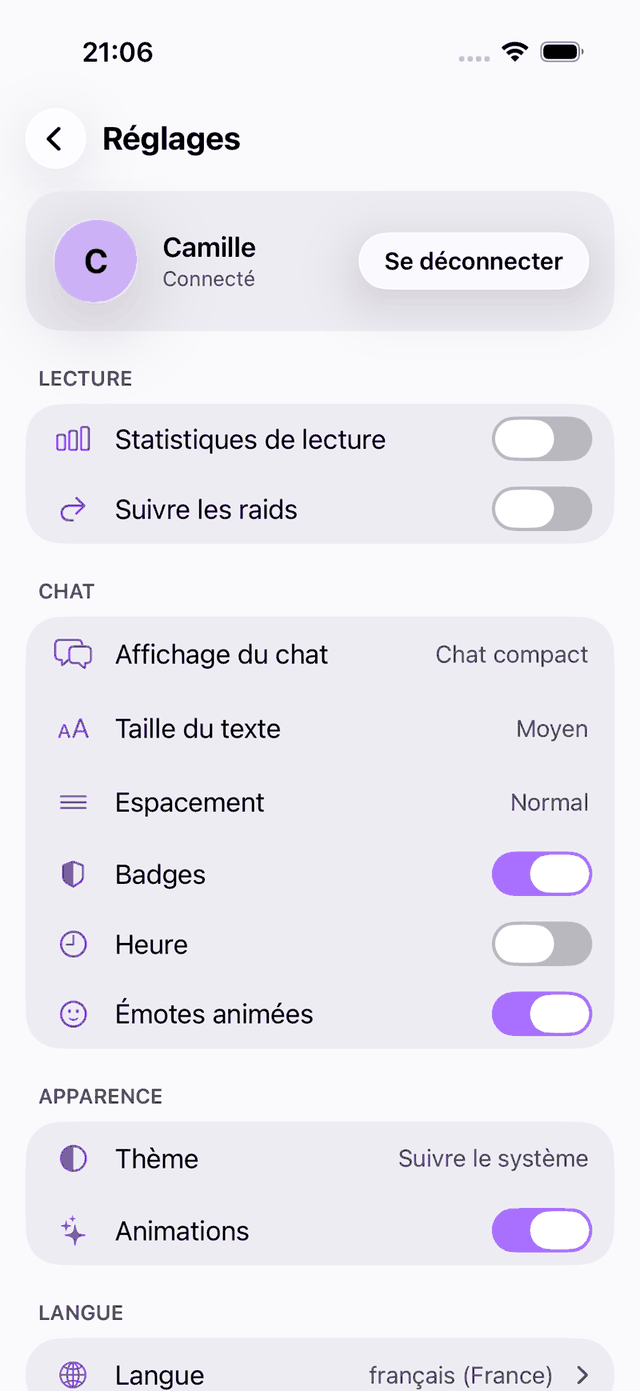 21:06
Réglages
C
Camille
Connecté
Se déconnecter
LECTURE
Statistiques de lecture
Suivre les raids
CHAT
Affichage du chat Chat compact
AA Taille du texte Moyen
Espacement Normal
Badges
Heure
Émotes animées
APPARENCE
Thème Suivre le système
Animations
LANGUE
Langue français (France)